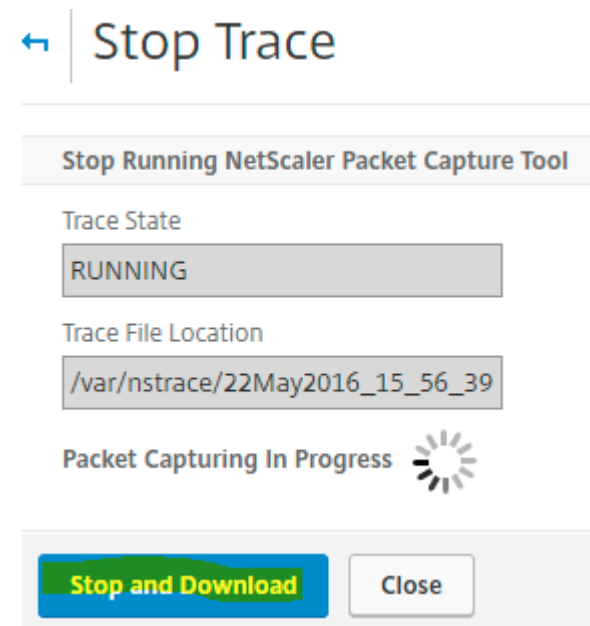 Stop Trace
Stop Running NetScaler Packet Capture Tool
Trace State
RUNNING
Trace File Location
/var/nstrace/22May2016_15_56_39
Packet Capturing In Progress
Stop and Download
Close